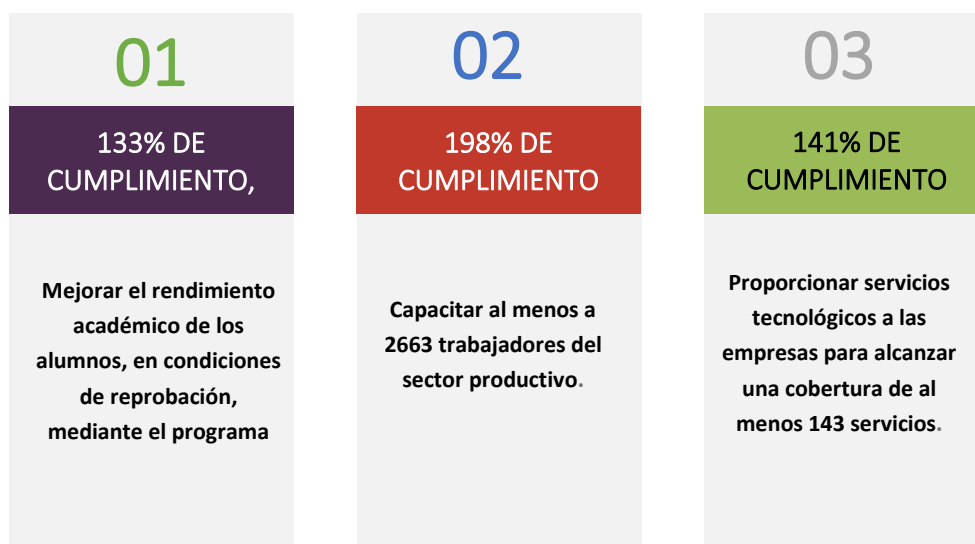 01
133% DE
CUMPLIMIENTO,
Mejorar el rendimiento
académico de los
alumnos, en condiciones
de reprobación,
mediante el programa
02
198% DE
CUMPLIMIENTO
Capacitar al menos a
2663 trabajadores del
sector productivo.
03
141% DE
CUMPLIMIENTO
Proporcionar servicios
tecnológicos a las
empresas para alcanzar
una cobertura de al
menos 143 servicios.